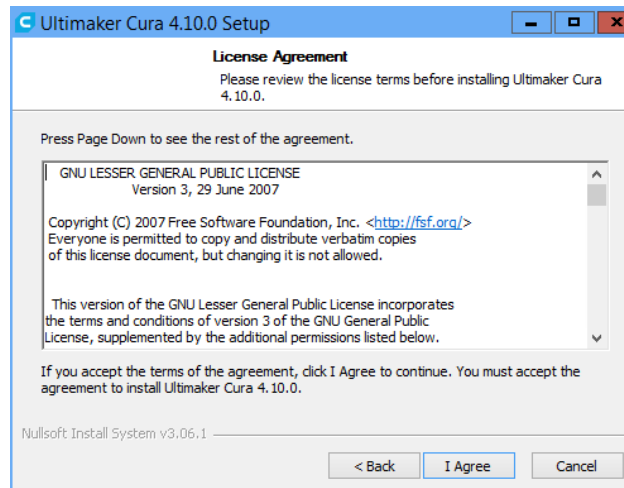 Ultimaker Cura 4.10.0 Setup
License Agreement
Please review the license terms before installing Ultimaker Cura
4.10.0.
Press Page Down to see the rest of the agreement.
GNU LESSER GENERAL PUBLIC LICENSE
Version 3, 29 June 2007
Copyright (C) 2007 Free Software Foundation, Inc. <http://fsf.org/>
Everyone is permitted to copy and distribute verbatim copies
of this license document, but changing it is not allowed.
This version of the GNU Lesser General Public License incorporates
the terms and conditions of version 3 of the GNU General Public
License, supplemented by the additional permissions listed below.
If you accept the terms of the agreement, click I Agree to continue. You must accept the
agreement to install Ultimaker Cura 4.10.0.
Nullsoft Install System v3.06.1
< Back I Agree Cancel